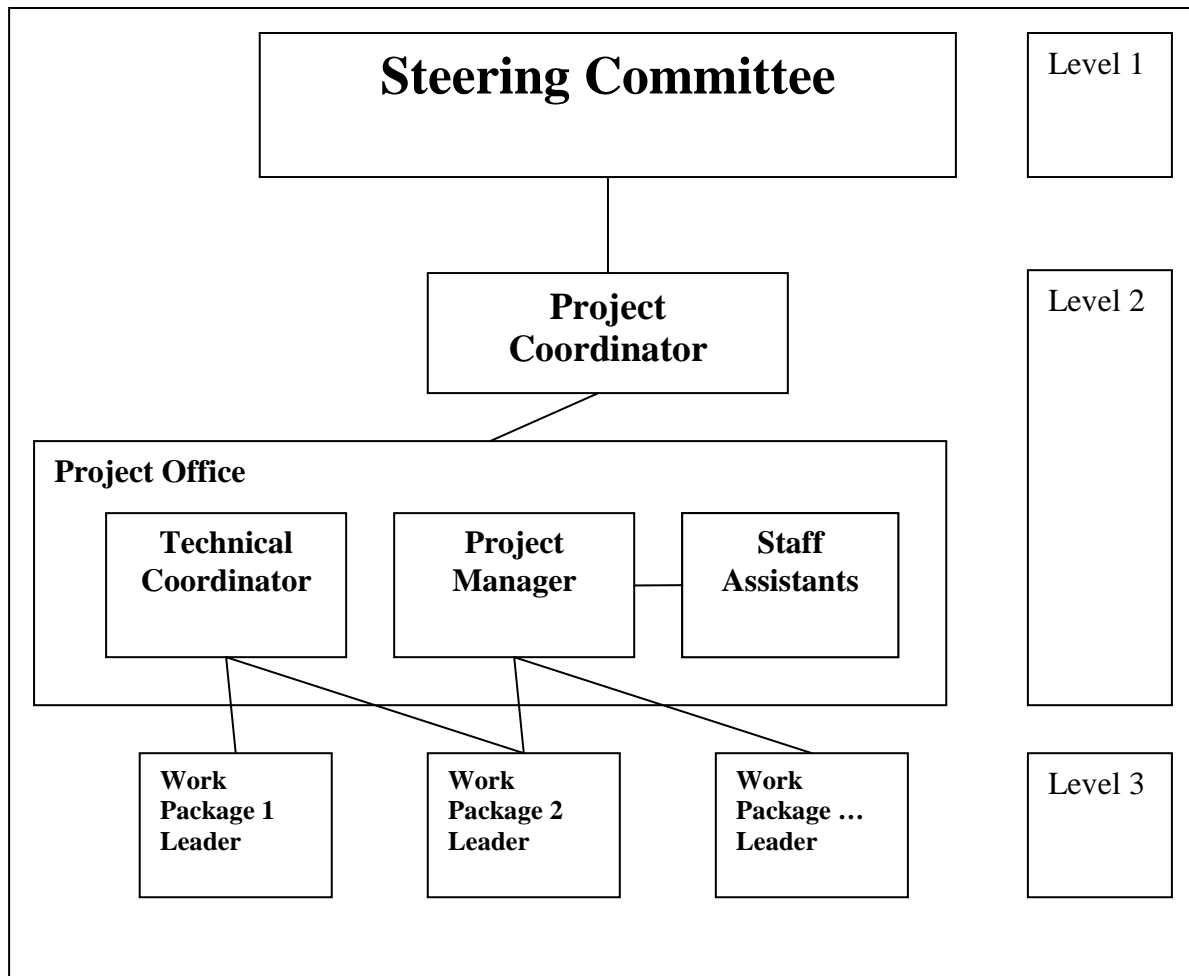 Steering Committee
Level 1
Project
Coordinator
Level 2
Project Office
Technical
Coordinator
Project
Manager
Staff
Assistants
Work
Package 1
Leader
Work
Package 2
Leader
Work
Package …
Leader
Level 3